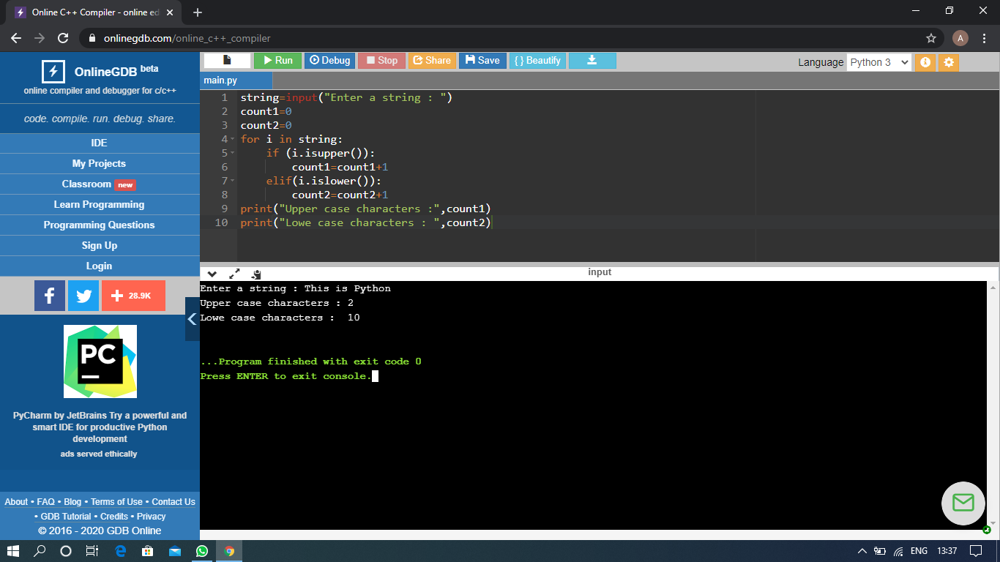 Online C++ Compiler - online ed
onlinegdb.com/online_c++_compiler
A
OnlineGDB beta
online compiler and debugger for c/c++
code. compile. run. debug. share.
IDE
My Projects
Classroom new
Learn Programming
Programming Questions
Sign Up
Login
28.9K
PC
PyCharm by JetBrains Try a powerful and
smart IDE for productive Python
development
ads served ethically
About • FAQ • Blog • Terms of Use • Contact Us
• GDB Tutorial • Credits • Privacy
© 2016 - 2020 GDB Online
Run Debug Stop Share Save { } Beautify
Language Python 3
main.py
1 string=input("Enter a string : ")
2 count1=0
3 count2=0
4 for i in string:
5     if (i.isupper()):
6         count1=count1+1
7     elif(i.islower()):
8         count2=count2+1
9 print("Upper case characters :",count1)
10 print("Lowe case characters : ",count2)
input
Enter a string : This is Python
Upper case characters : 2
Lowe case characters :  10
...Program finished with exit code 0
Press ENTER to exit console.
ENG 13:37